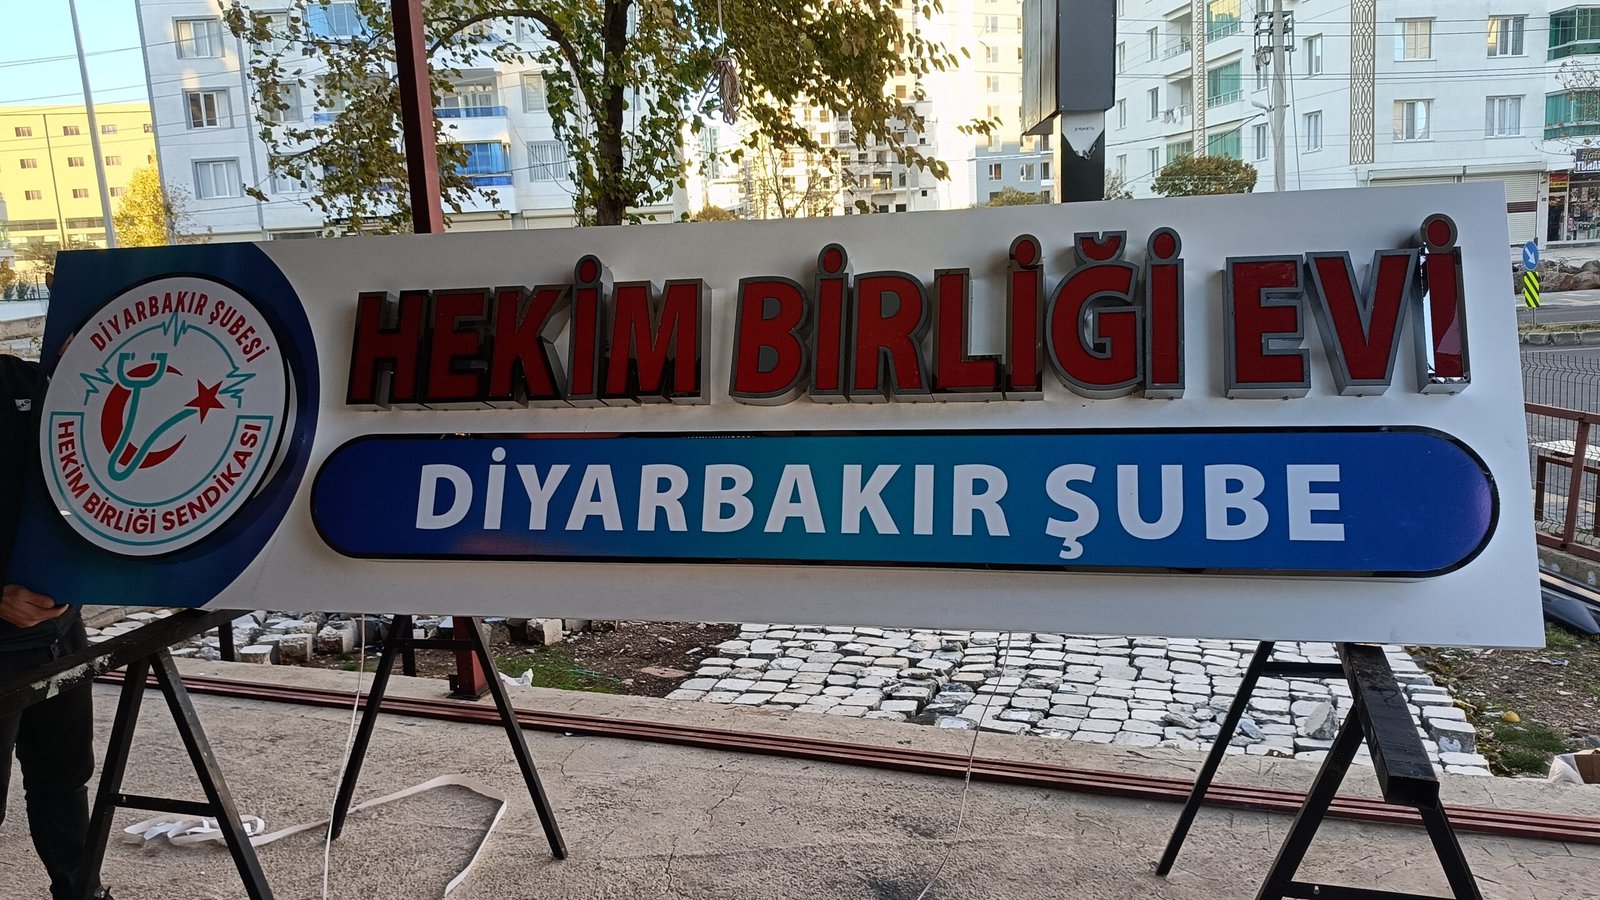 DİYARBAKIR ŞUBESİ
HEKİM BİRLİĞİ SENDİKASI
HEKİM BİRLİĞİ EVİ
DİYARBAKIR ŞUBE